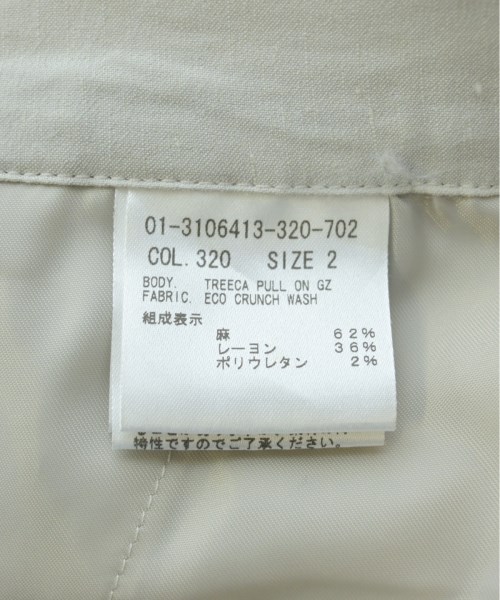 01-3106413-320-702
COL. 320 SIZE 2
BODY. TREECA PULL ON GZ
FABRIC. ECO CRUNCH WASH
組成表示
麻 62%
レーヨン 36%
ポリウレタン 2%
特性ですのでご了承ください。